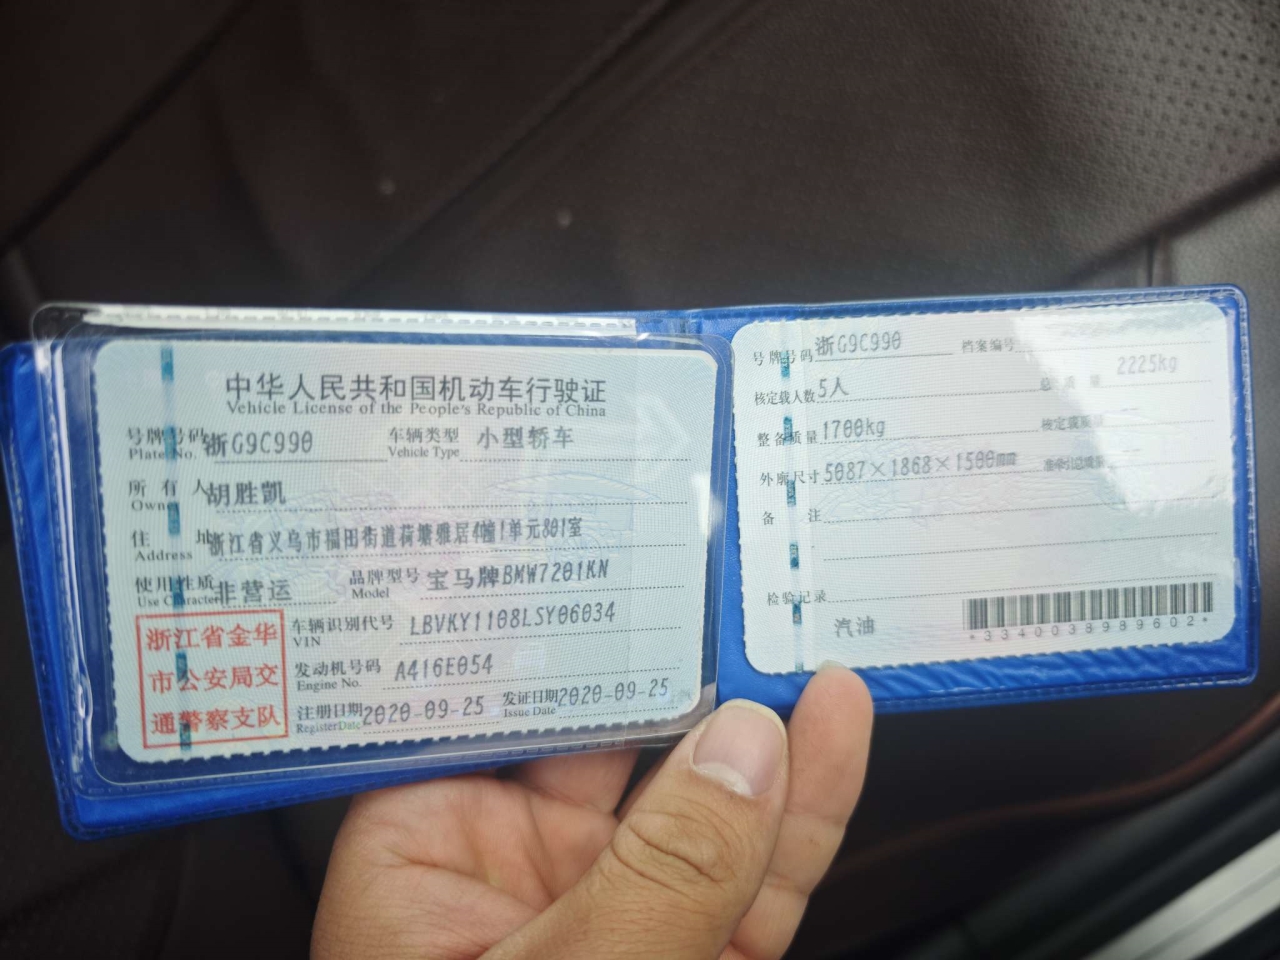 中华人民共和国机动车行驶证
Vehicle License of the People's Republic of China
号牌号码 浙G9C990 车辆类型 小型轿车
Plate No. Vehicle Type
所有人 胡胜凯
Owner
住址 浙江省义乌市福田街道荷塘雅居4幢1单元801室
Address
使用性质 非营运 品牌型号 宝马牌BMW7201KN
Use Character Model
浙江省金华
市公安局交
通警察支队
车辆识别代号 LBVKY1108LSY06034
VIN
发动机号码 A416E054
Engine No.
注册日期 2020-09-25 发证日期 2020-09-25
Register Date Issue Date
号牌号码 浙G9C990 档案编号
核定载人数 5人 总质量 2225kg
整备质量 1700kg 核定载质量
外廓尺寸 5087×1868×1500mm 准牵引总质量
备注
检验记录
汽油
*3340038989602*